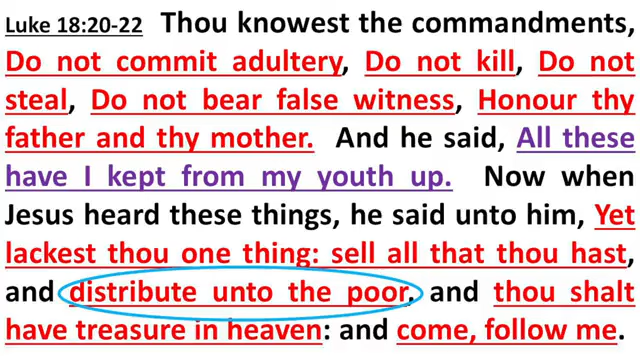 Luke 18:20-22 Thou knowest the commandments,
Do not commit adultery, Do not kill, Do not
steal, Do not bear false witness, Honour thy
father and thy mother. And he said, All these
have I kept from my youth up. Now when
Jesus heard these things, he said unto him, Yet
lackest thou one thing: sell all that thou hast,
and distribute unto the poor, and thou shalt
have treasure in heaven: and come, follow me.